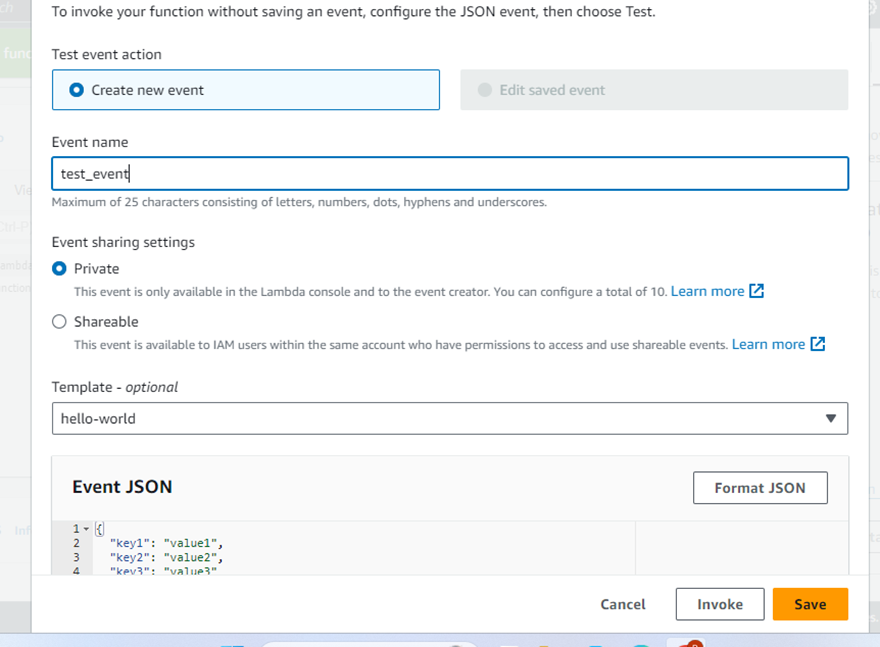 To invoke your function without saving an event, configure the JSON event, then choose Test.
Test event action
Create new event
Edit saved event
Event name
test_event
Maximum of 25 characters consisting of letters, numbers, dots, hyphens and underscores.
Event sharing settings
Private
This event is only available in the Lambda console and to the event creator. You can configure a total of 10. Learn more
Shareable
This event is available to IAM users within the same account who have permissions to access and use shareable events. Learn more
Template - optional
hello-world
Event JSON
Format JSON
1 {
2 "key1": "value1",
3 "key2": "value2",
4 "key3": "value3"
Cancel
Invoke
Save